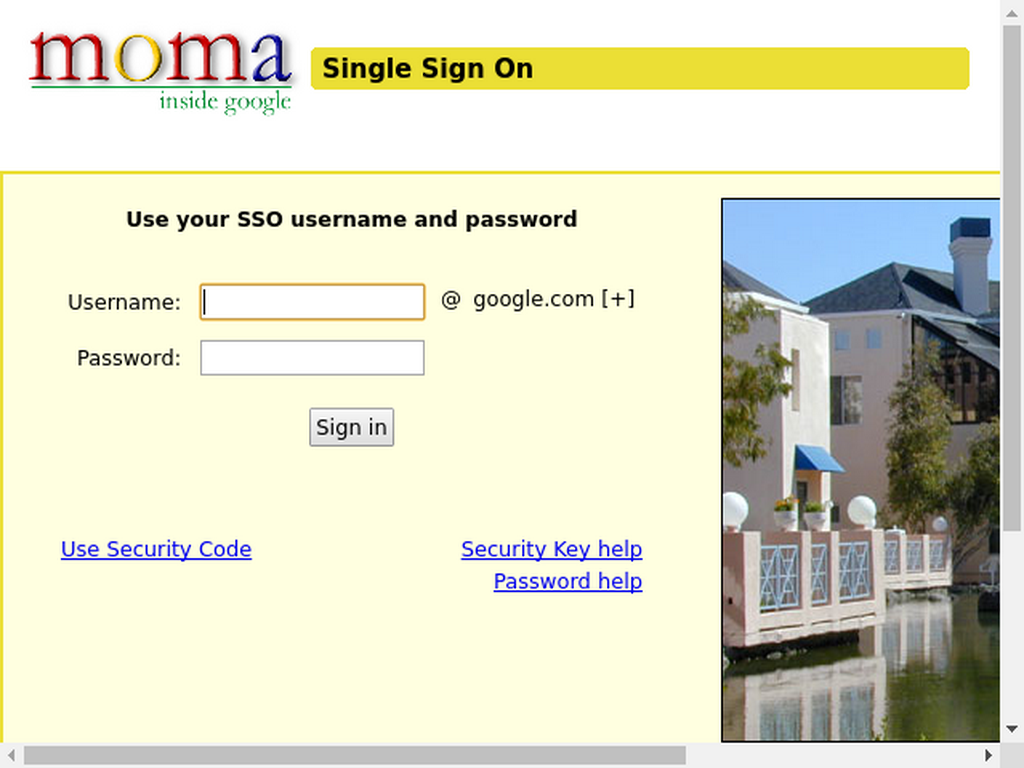 moma
inside google
Single Sign On
Use your SSO username and password
Username: @ google.com [+]
Password:
Sign in
Use Security Code Security Key help
Password help